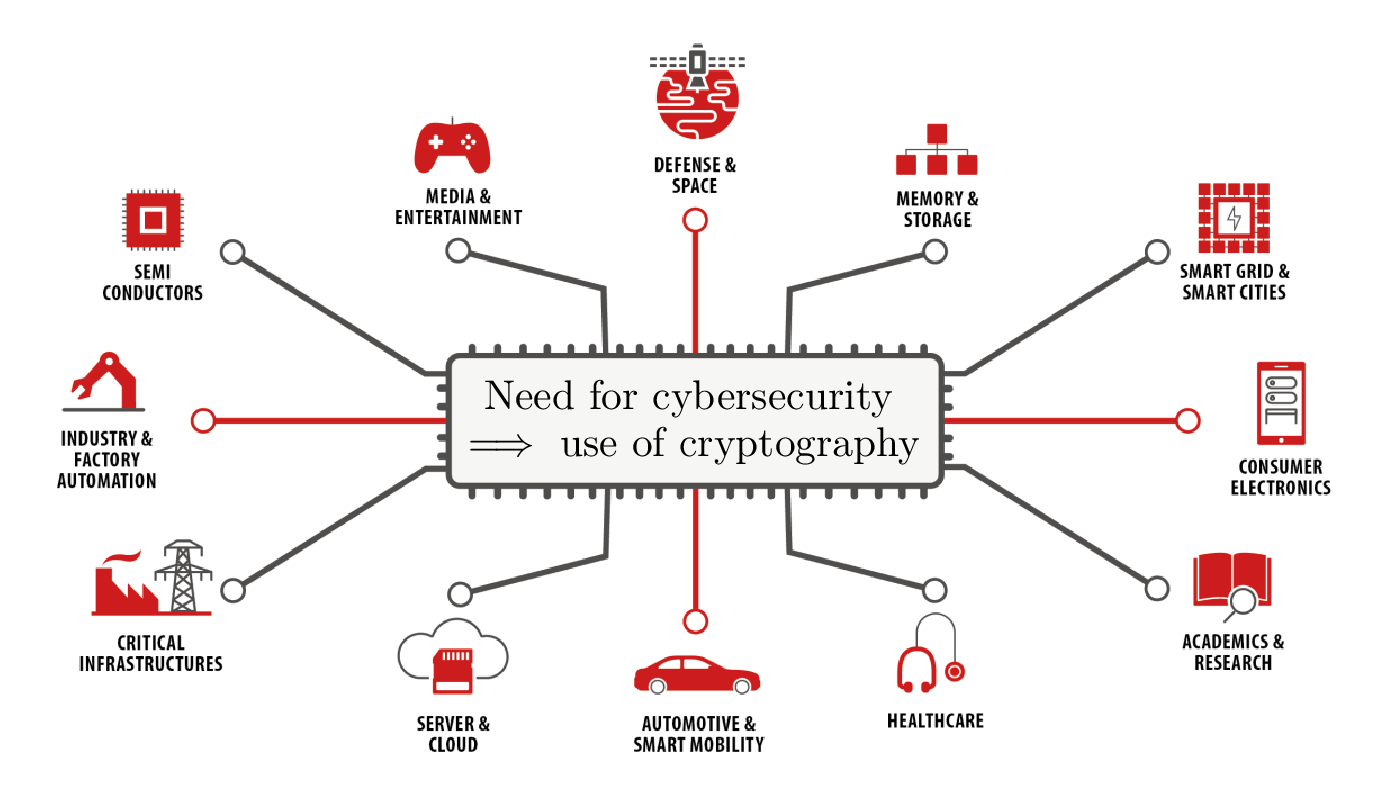 DEFENSE &
SPACE
MEDIA &
ENTERTAINMENT
MEMORY &
STORAGE
SEMI
CONDUCTORS
SMART GRID &
SMART CITIES
Need for cybersecurity
⟹ use of cryptography
INDUSTRY &
FACTORY
AUTOMATION
CONSUMER
ELECTRONICS
CRITICAL
INFRASTRUCTURES
ACADEMICS &
RESEARCH
SERVER &
CLOUD
AUTOMOTIVE &
SMART MOBILITY
HEALTHCARE